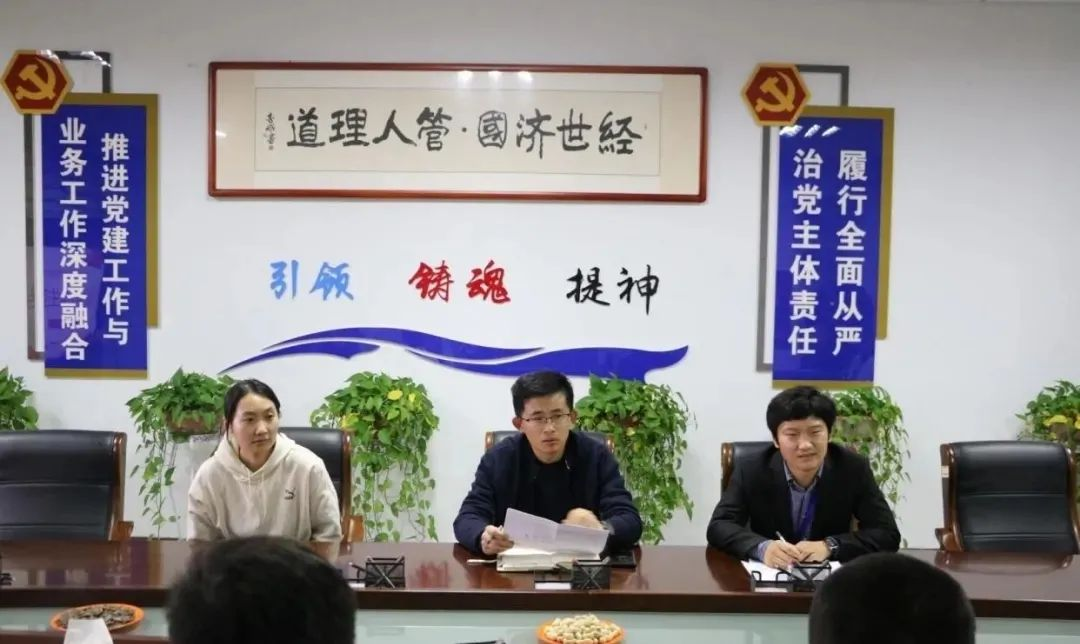 經世济國·管人理道
推进党建工作与
业务工作深度融合
引领 铸魂 提神
履行全面从严
治党主体责任